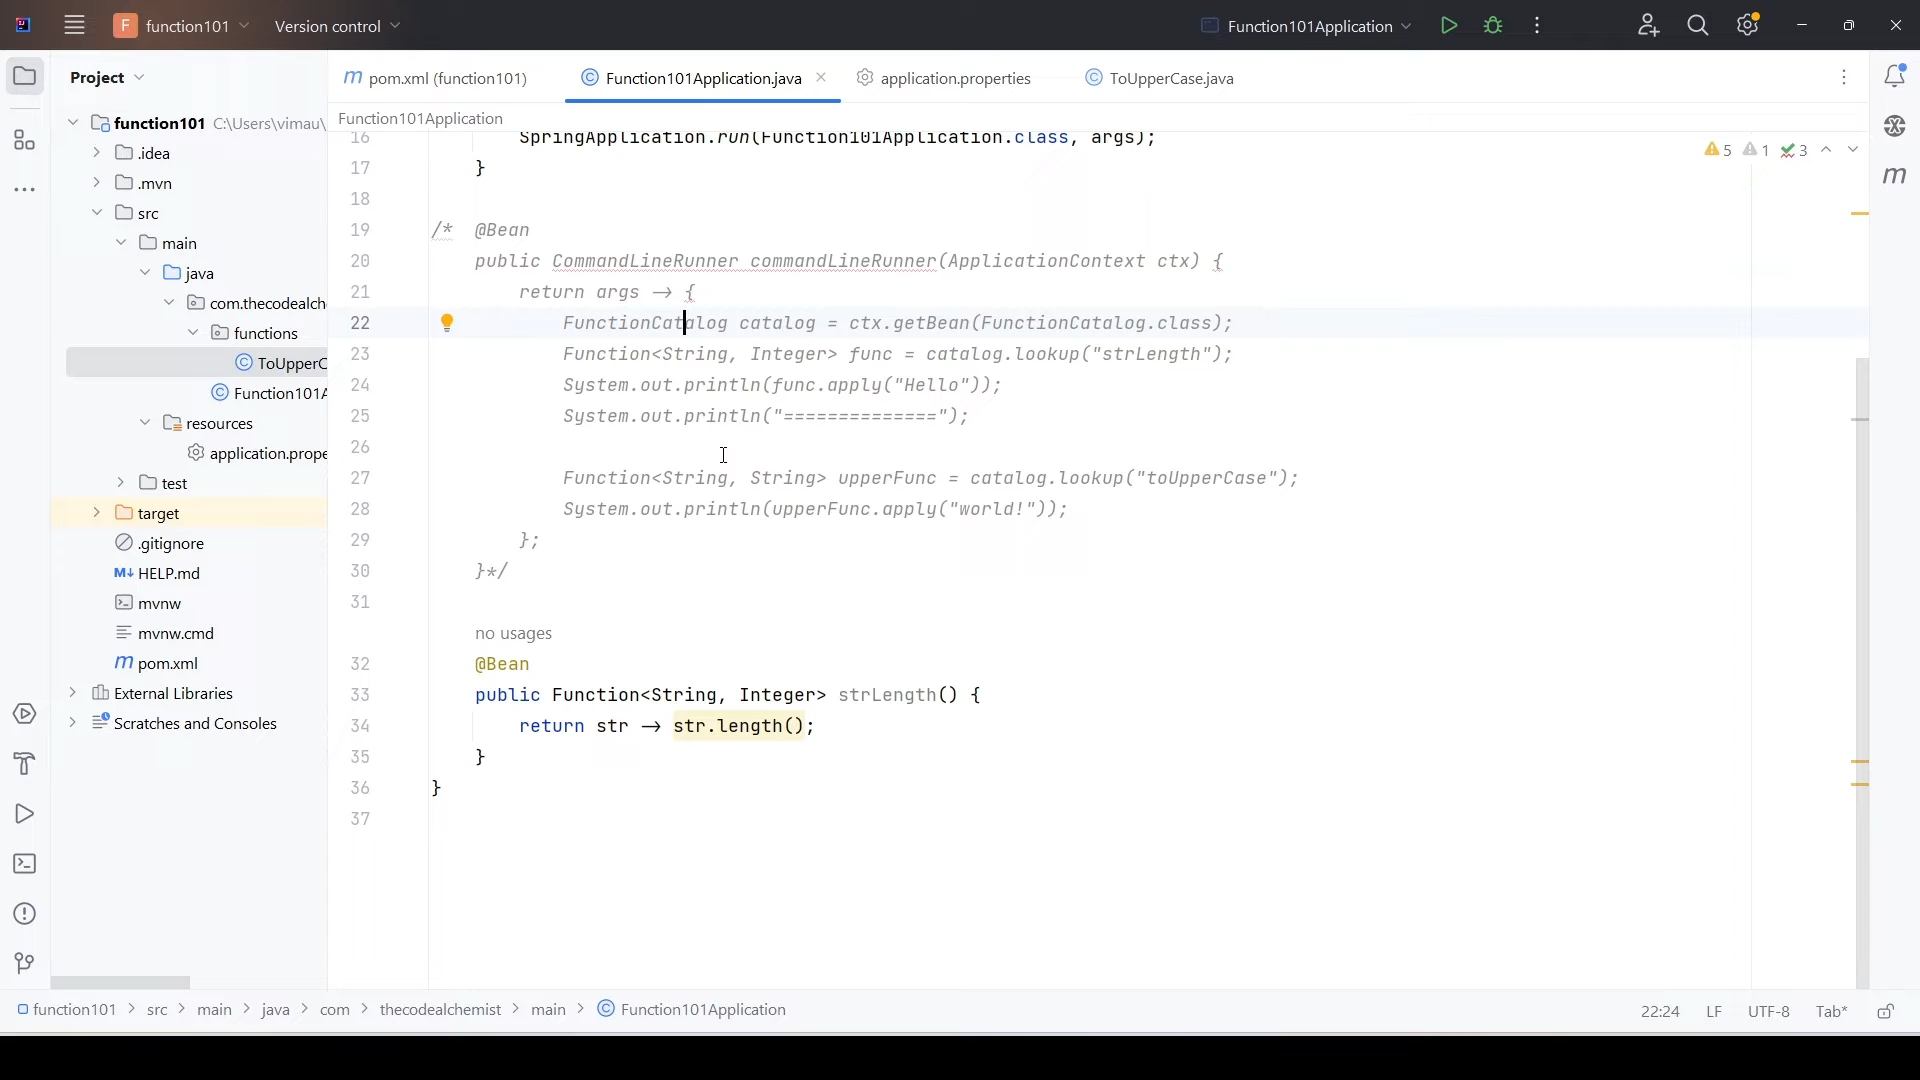 F function101 Version control Function101Application
Project pom.xml (function101) Function101Application.java application.properties ToUpperCase.java
Function101Application
function101 C:\Users\vimau\
.idea
.mvn
src
main
java
com.thecodealch
functions
ToUpperC
Function101A
resources
application.prope
test
target
.gitignore
M↓ HELP.md
mvnw
mvnw.cmd
m pom.xml
External Libraries
Scratches and Consoles
5 1 3
16 SpringApplication.run(Function101Application.class, args);
17 }
18
19 /* @Bean
20 public CommandLineRunner commandLineRunner(ApplicationContext ctx) {
21 return args → {
22 FunctionCatalog catalog = ctx.getBean(FunctionCatalog.class);
23 Function<String, Integer> func = catalog.lookup("strLength");
24 System.out.println(func.apply("Hello"));
25 System.out.println("==============");
26
27 Function<String, String> upperFunc = catalog.lookup("toUpperCase");
28 System.out.println(upperFunc.apply("world!"));
29 };
30 }*/
31
no usages
32 @Bean
33 public Function<String, Integer> strLength() {
34 return str → str.length();
35 }
36 }
37
function101 > src > main > java > com > thecodealchemist > main > Function101Application 22:24 LF UTF-8 Tab*